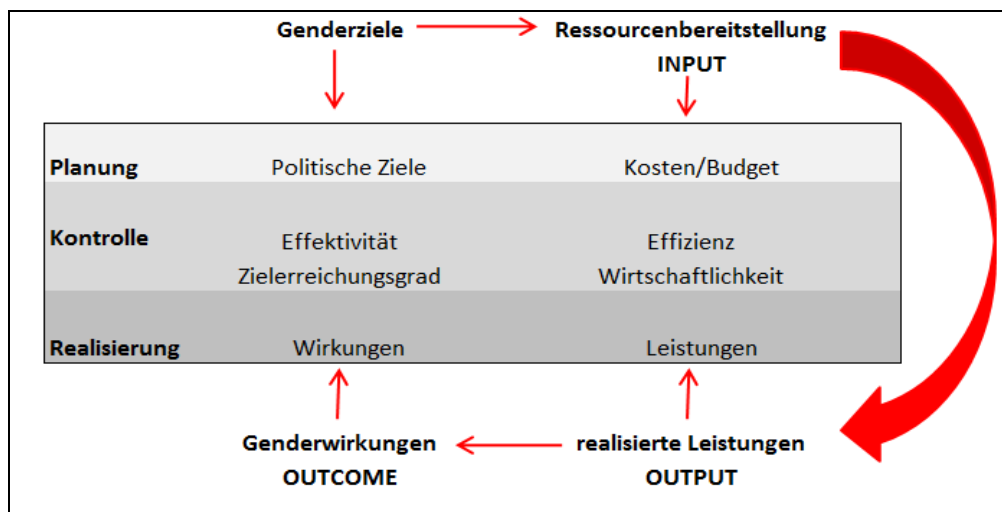 Genderziele Ressourcenbereitstellung
INPUT
Planung Politische Ziele Kosten/Budget
Kontrolle Effektivität Effizienz
Zielerreichungsgrad Wirtschaftlichkeit
Realisierung Wirkungen Leistungen
Genderwirkungen realisierte Leistungen
OUTCOME OUTPUT